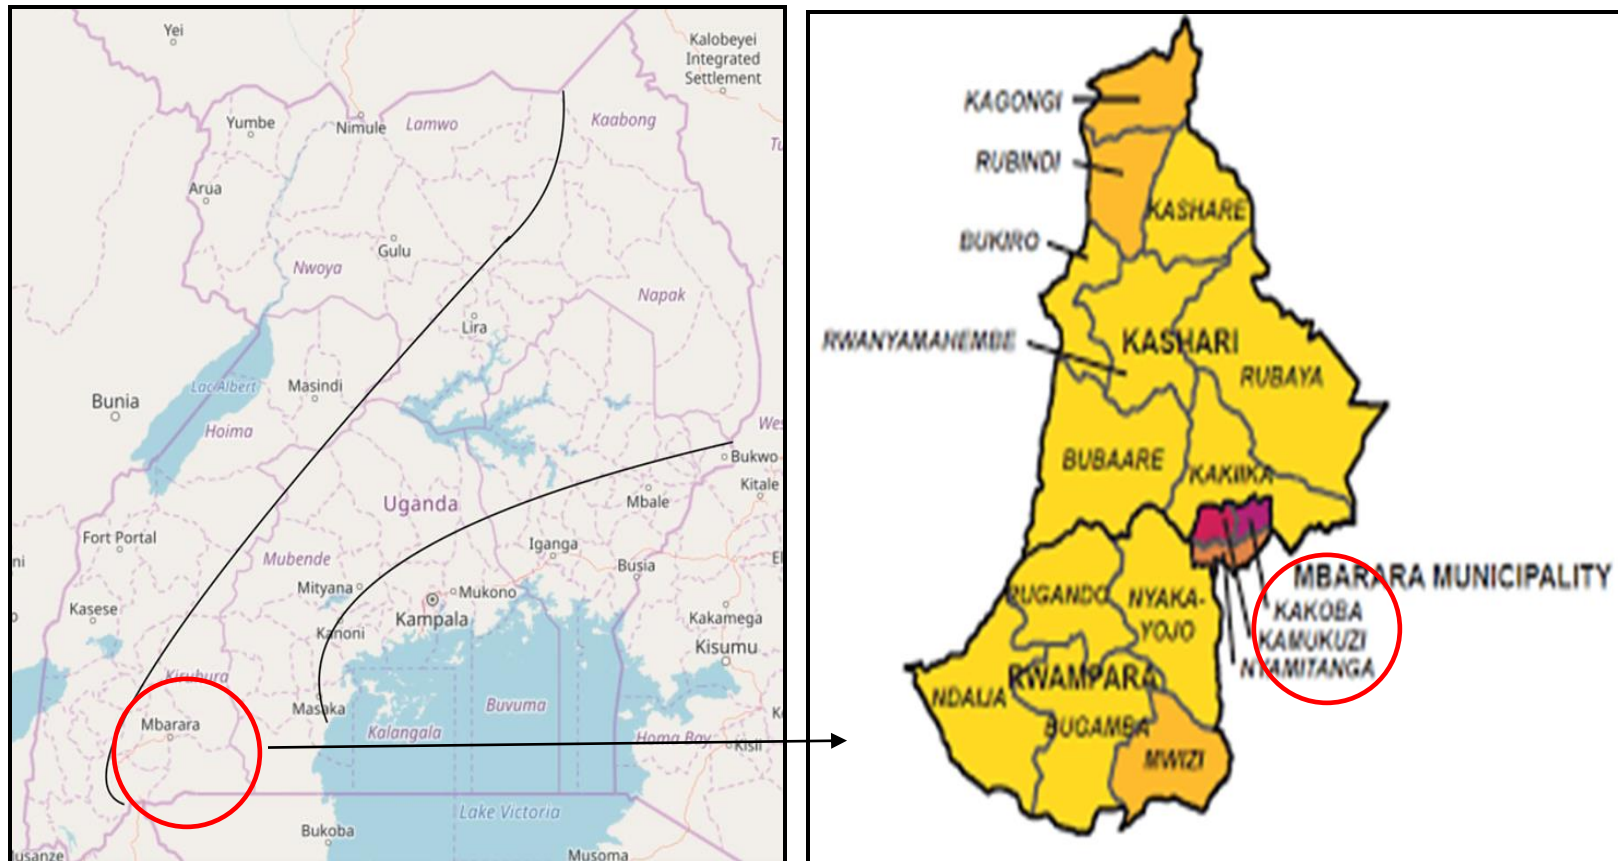 Yei
Kalobeyei
Integrated
Settlement
Yumbe
Nimule
Lamwo
Kaabong
Arua
Gulu
Nwoya
Napak
Lira
Lac Albert
Masindi
Bunia
Hoima
Bukwo
Kitale
Uganda
Mbale
Fort Portal
Mubende
Iganga
Busia
Mityana
Mukono
Kasese
Kampala
Kakamega
Kanoni
Kisumu
Kiruhura
Masaka
Mbarara
Buvuma
Kalangala
Homa Bay
Kisii
Lake Victoria
Bukoba
Musoma
usanze
KAGONGI
RUBINDI
KASHARE
BUKIRO
RWANYAMAHEMBE
KASHARI
RUBAYA
BUBAARE
KAKIIKA
MBARARA MUNICIPALITY
RUGANDO
NYAKA-
YOJO
KAKOBA
KAMUKUZI
NYAMITANGA
RWAMPARA
NDAIJA
BUGAMBA
MWIZI